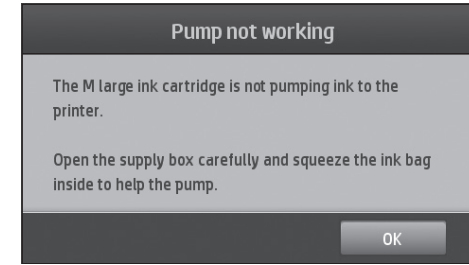 Pump not working
The M large ink cartridge is not pumping ink to the
printer.
Open the supply box carefully and squeeze the ink bag
inside to help the pump.
OK